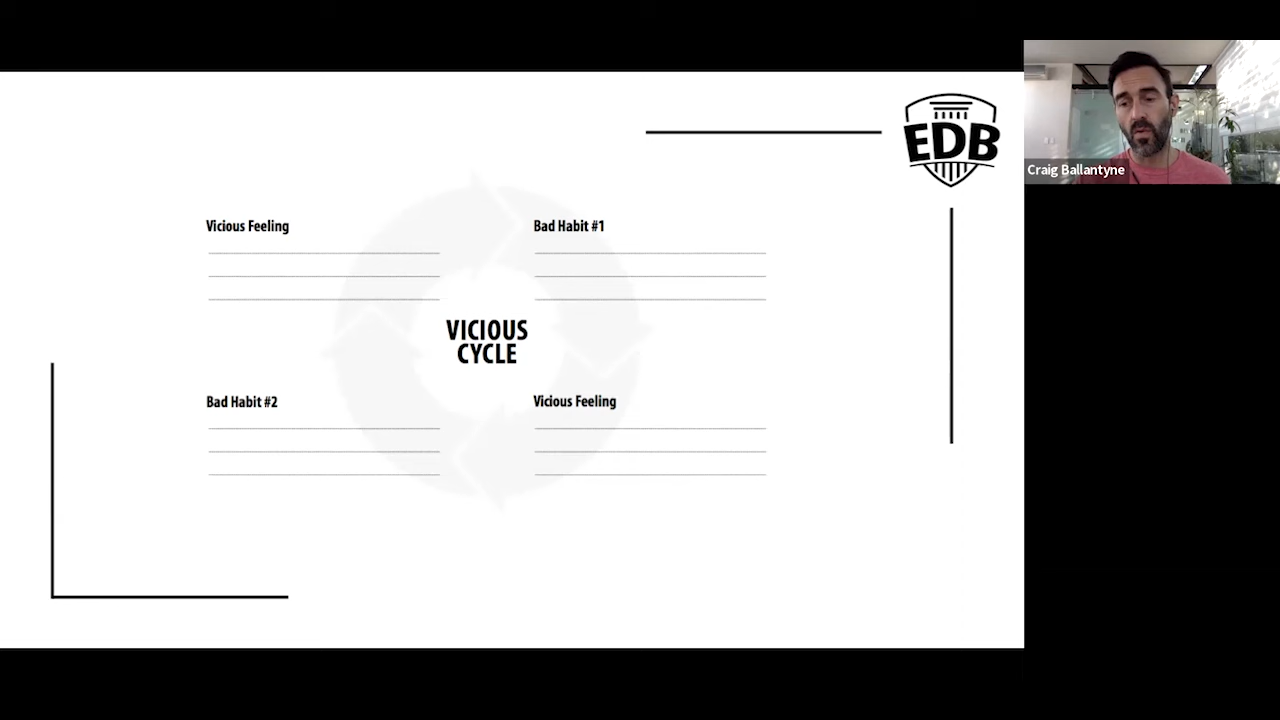 EDB
Craig Ballantyne
Vicious Feeling
Bad Habit #1
VICIOUS
CYCLE
Bad Habit #2
Vicious Feeling